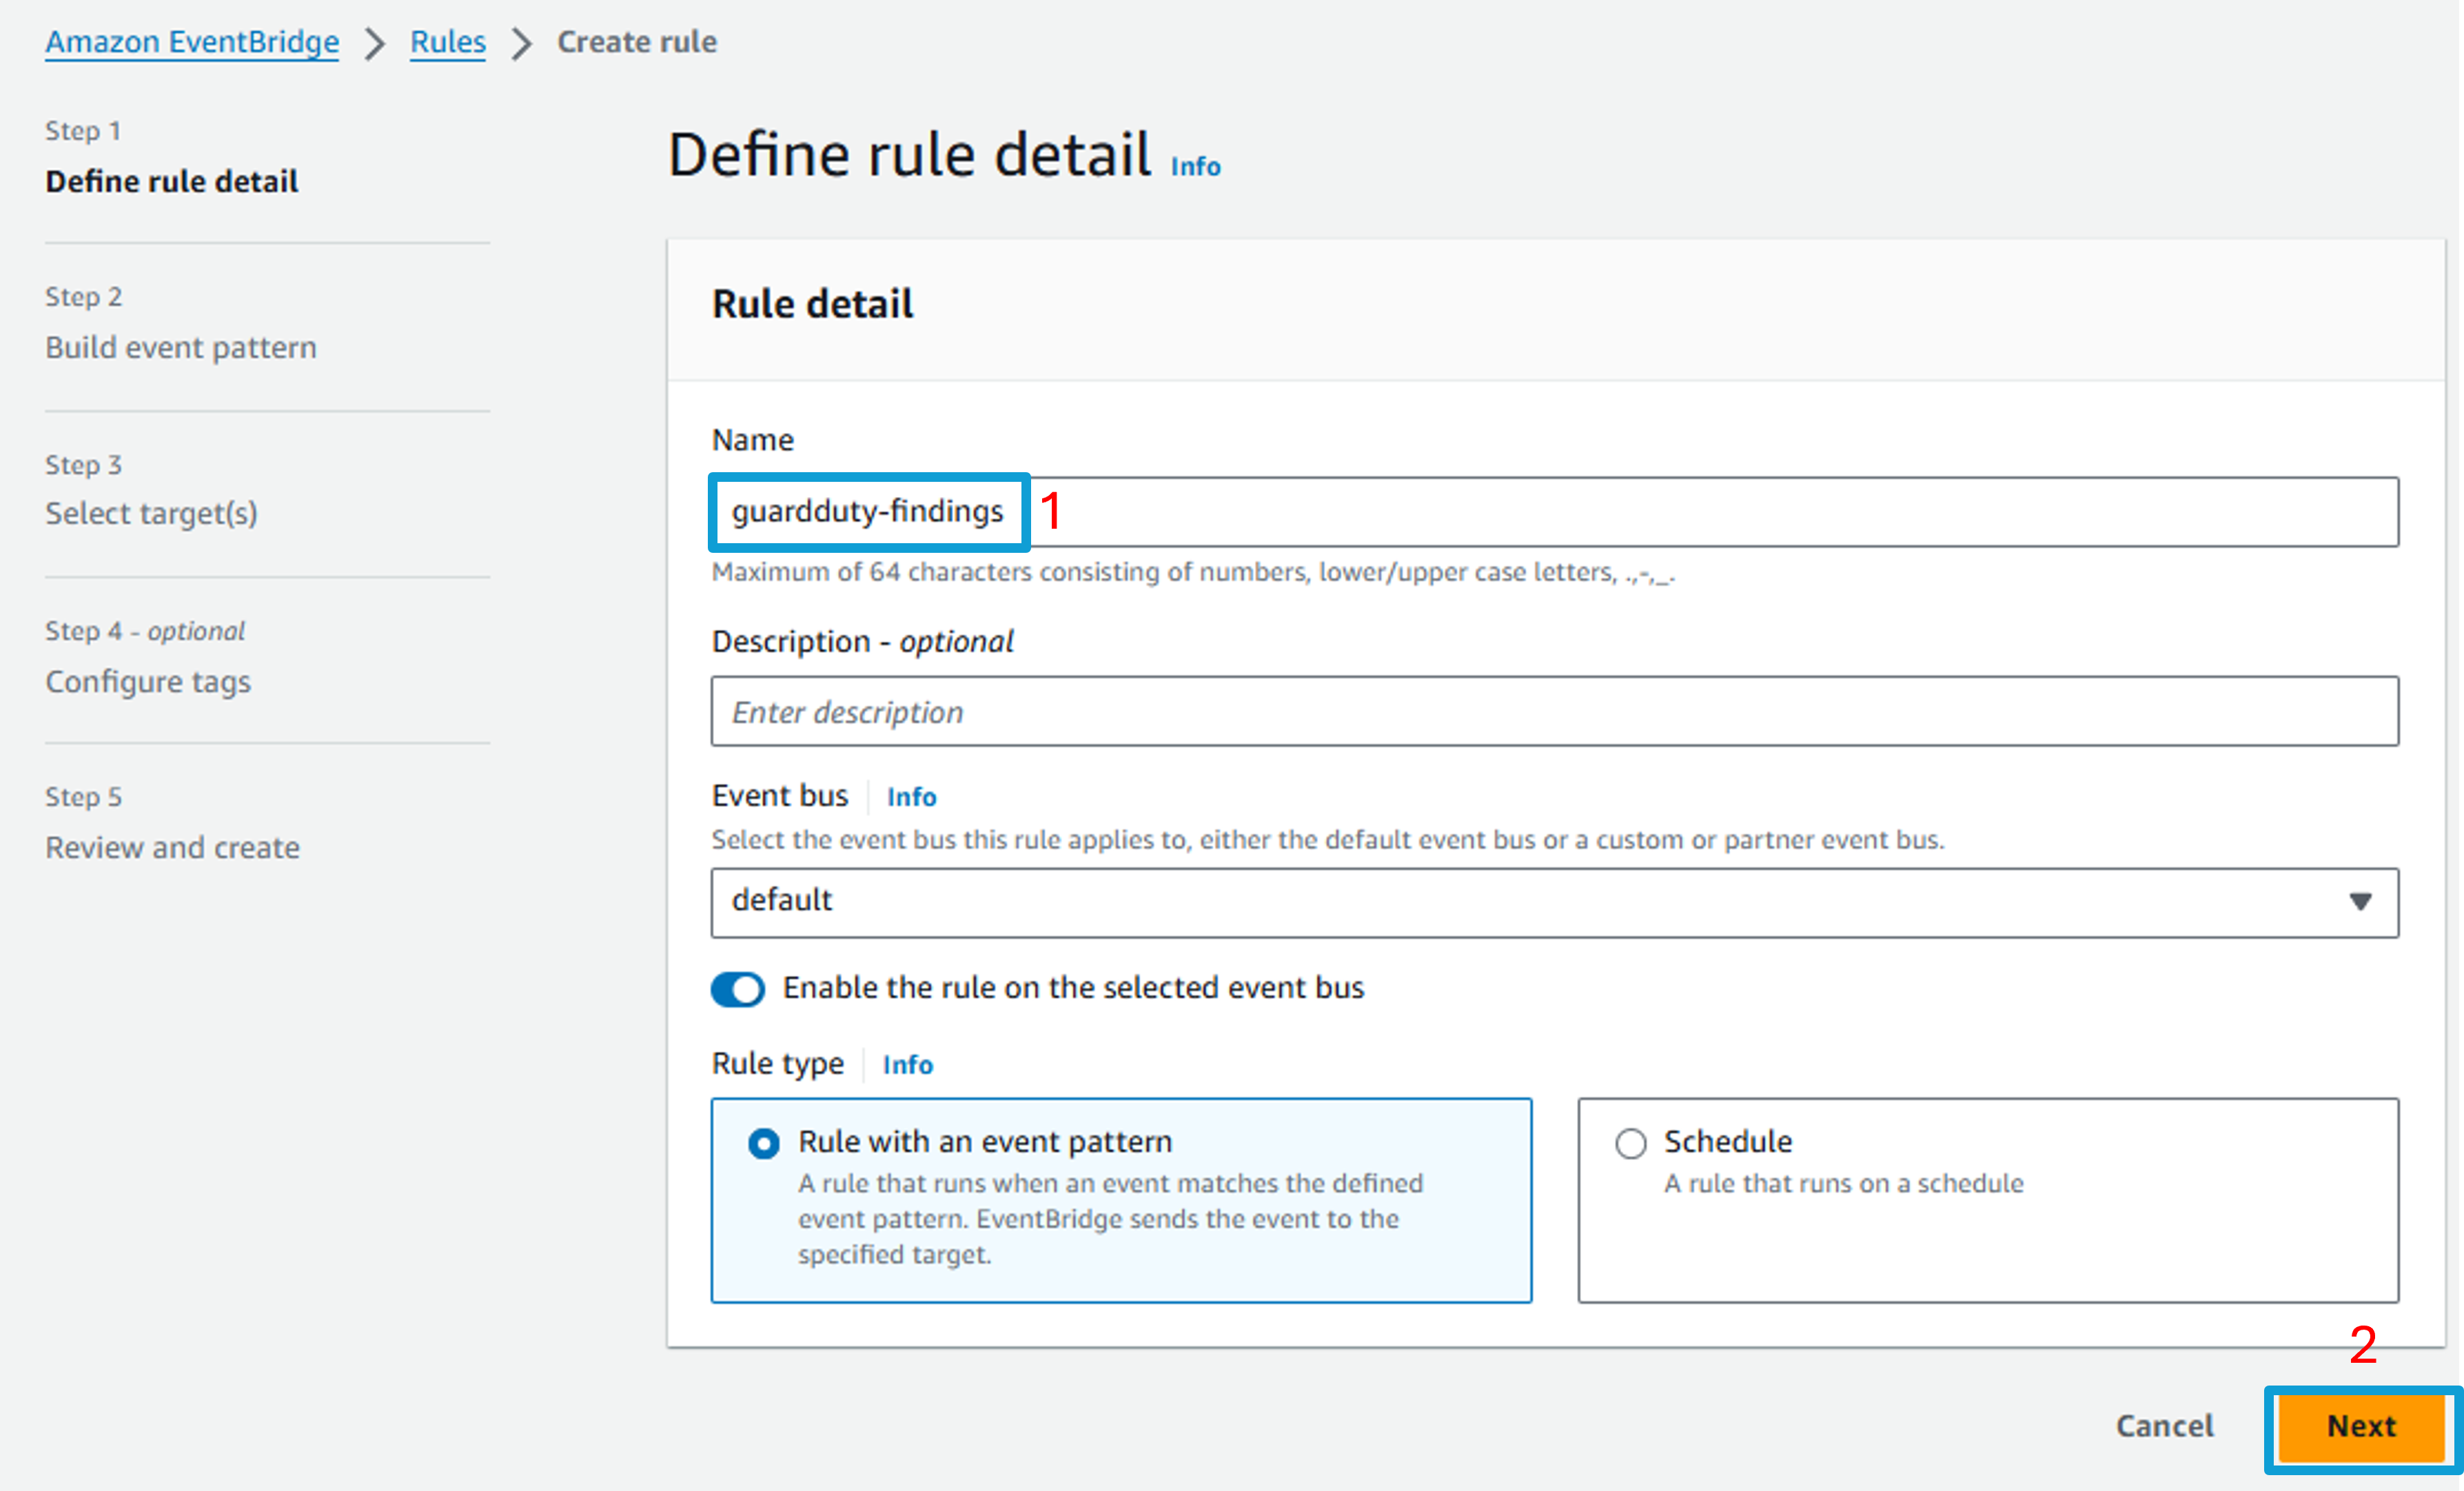 Amazon EventBridge > Rules > Create rule
Step 1
Define rule detail
Step 2
Build event pattern
Step 3
Select target(s)
Step 4 - optional
Configure tags
Step 5
Review and create
Define rule detail Info
Rule detail
Name
guardduty-findings 1
Maximum of 64 characters consisting of numbers, lower/upper case letters, .,-,_.
Description - optional
Enter description
Event bus Info
Select the event bus this rule applies to, either the default event bus or a custom or partner event bus.
default
Enable the rule on the selected event bus
Rule type Info
Rule with an event pattern
A rule that runs when an event matches the defined
event pattern. EventBridge sends the event to the
specified target.
Schedule
A rule that runs on a schedule
2
Cancel Next